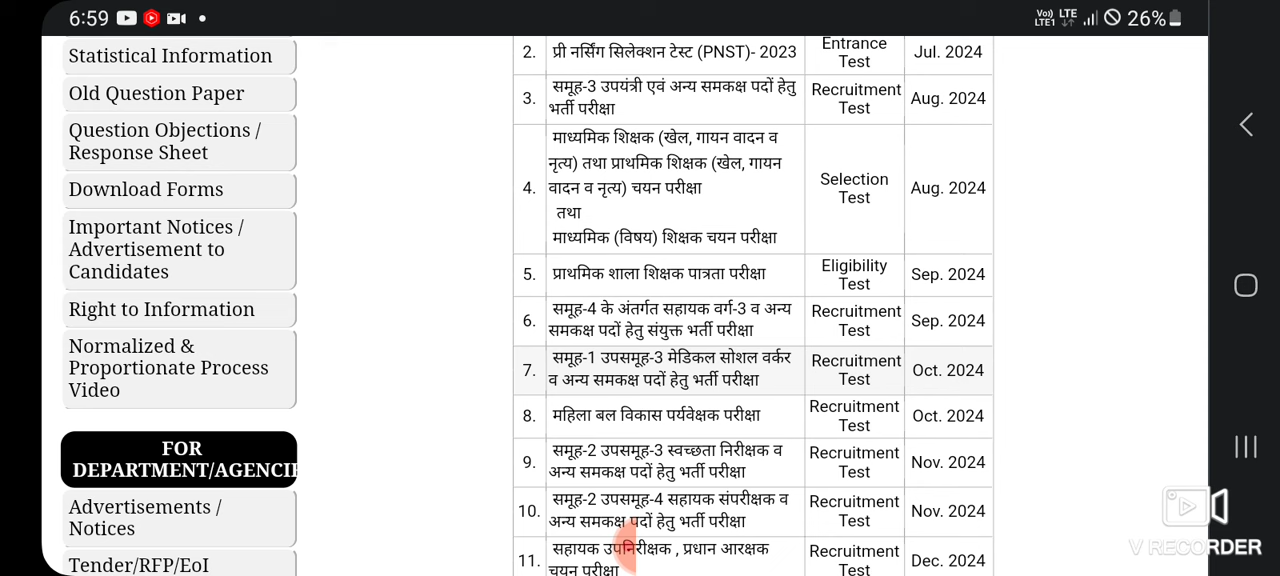 6:59
Vo) LTE
LTE1
26%
Statistical Information
Old Question Paper
Question Objections /
Response Sheet
Download Forms
Important Notices /
Advertisement to
Candidates
Right to Information
Normalized &
Proportionate Process
Video
FOR
DEPARTMENT/AGENCIE
Advertisements /
Notices
Tender/RFP/EoI
2. प्री नर्सिंग सिलेक्शन टेस्ट (PNST)- 2023 Entrance Test Jul. 2024
3. समूह-3 उपयंत्री एवं अन्य समकक्ष पदों हेतु
भर्ती परीक्षा
Recruitment
Test
Aug. 2024
4. माध्यमिक शिक्षक (खेल, गायन वादन व
नृत्य) तथा प्राथमिक शिक्षक (खेल, गायन
वादन व नृत्य) चयन परीक्षा
तथा
माध्यमिक (विषय) शिक्षक चयन परीक्षा
Selection
Test
Aug. 2024
5. प्राथमिक शाला शिक्षक पात्रता परीक्षा
Eligibility
Test
Sep. 2024
6. समूह-4 के अंतर्गत सहायक वर्ग-3 व अन्य
समकक्ष पदों हेतु संयुक्त भर्ती परीक्षा
Recruitment
Test
Sep. 2024
7. समूह-1 उपसमूह-3 मेडिकल सोशल वर्कर
व अन्य समकक्ष पदों हेतु भर्ती परीक्षा
Recruitment
Test
Oct. 2024
8. महिला बल विकास पर्यवेक्षक परीक्षा
Recruitment
Test
Oct. 2024
9. समूह-2 उपसमूह-3 स्वच्छता निरीक्षक व
अन्य समकक्ष पदों हेतु भर्ती परीक्षा
Recruitment
Test
Nov. 2024
10. समूह-2 उपसमूह-4 सहायक संपरीक्षक व
अन्य समकक्ष पदों हेतु भर्ती परीक्षा
Recruitment
Test
Nov. 2024
11. सहायक उपनिरीक्षक , प्रधान आरक्षक
चयन परीक्षा
Recruitment
Test
Dec. 2024
V RECORDER